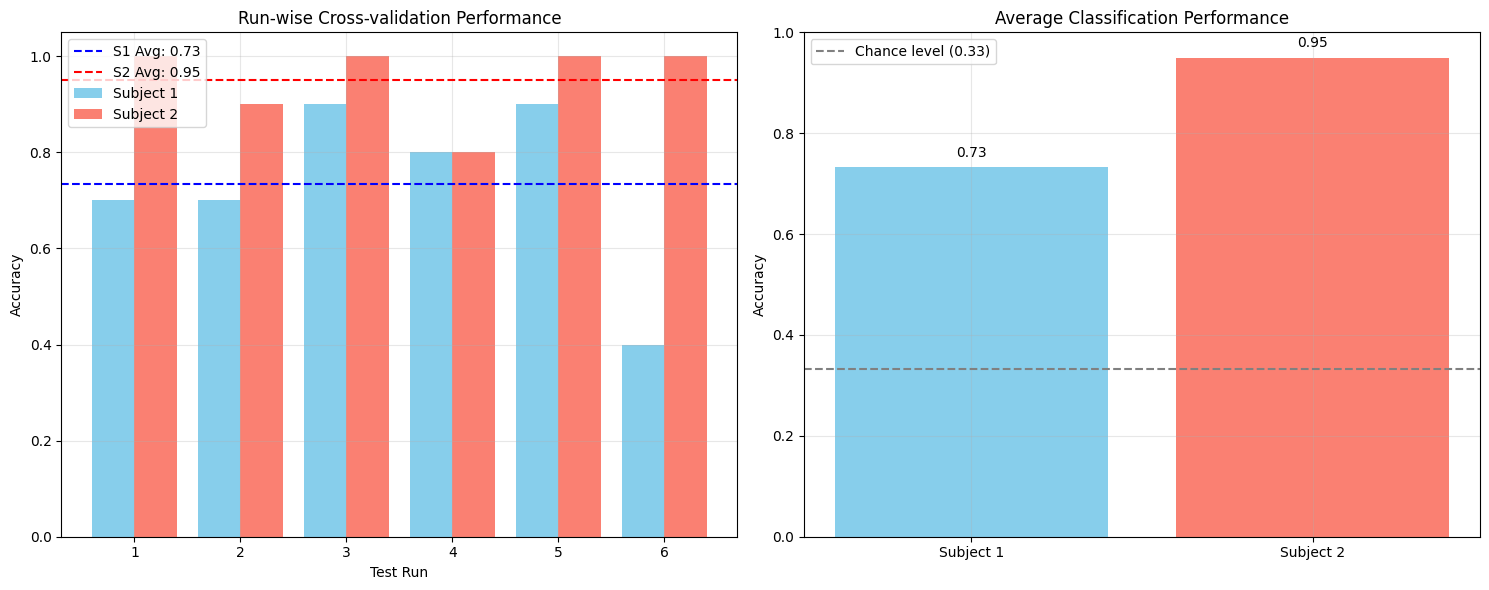 Run-wise Cross-validation Performance
S1 Avg: 0.73
S2 Avg: 0.95
Subject 1
Subject 2
1.0
0.8
0.6
0.4
0.2
0.0
Accuracy
1 2 3 4 5 6
Test Run
Average Classification Performance
Chance level (0.33)
0.95
0.73
1.0
0.8
0.6
0.4
0.2
0.0
Accuracy
Subject 1 Subject 2